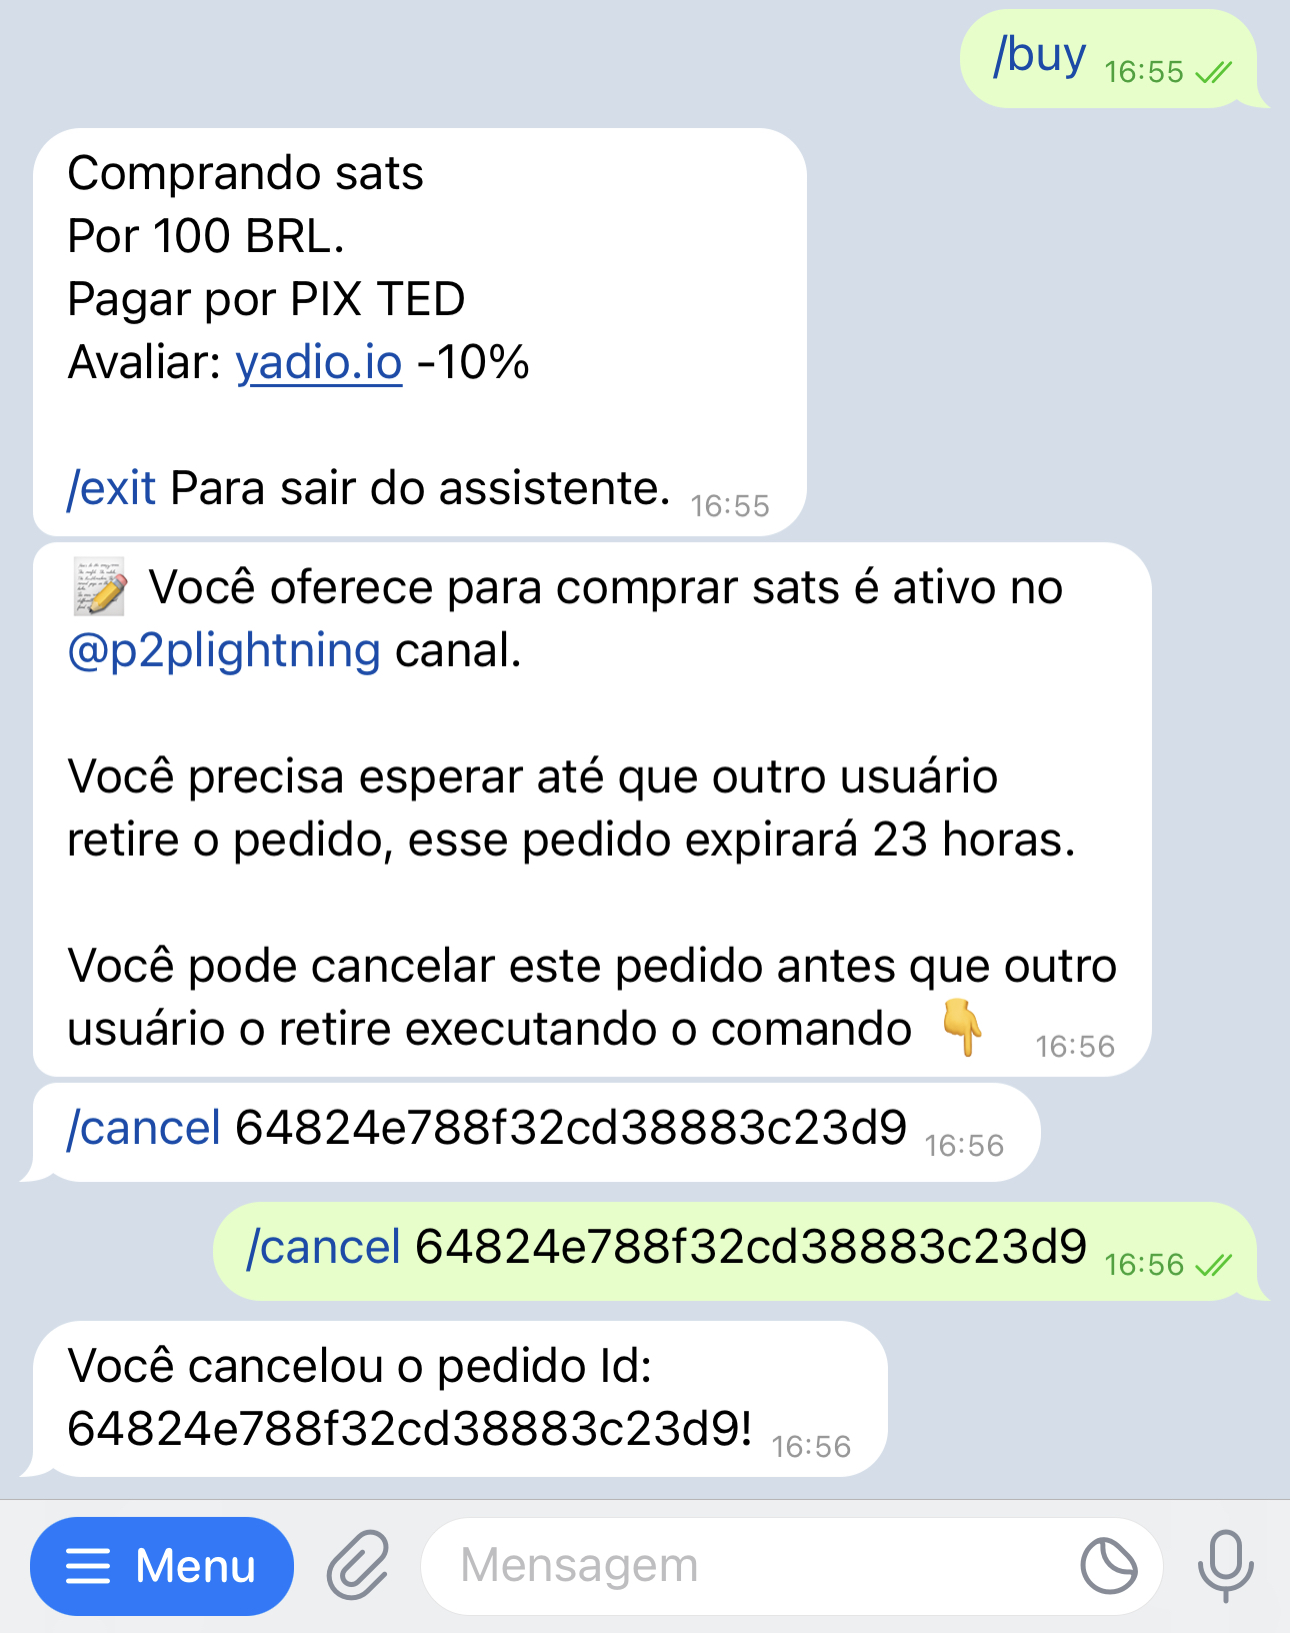 /buy 16:55
Comprando sats
Por 100 BRL.
Pagar por PIX TED
Avaliar: yadio.io -10%
/exit Para sair do assistente. 16:55
Você oferece para comprar sats é ativo no
@p2plightning canal.
Você precisa esperar até que outro usuário
retire o pedido, esse pedido expirará 23 horas.
Você pode cancelar este pedido antes que outro
usuário o retire executando o comando 16:56
/cancel 64824e788f32cd38883c23d9 16:56
/cancel 64824e788f32cd38883c23d9 16:56
Você cancelou o pedido Id:
64824e788f32cd38883c23d9! 16:56
Menu Mensagem